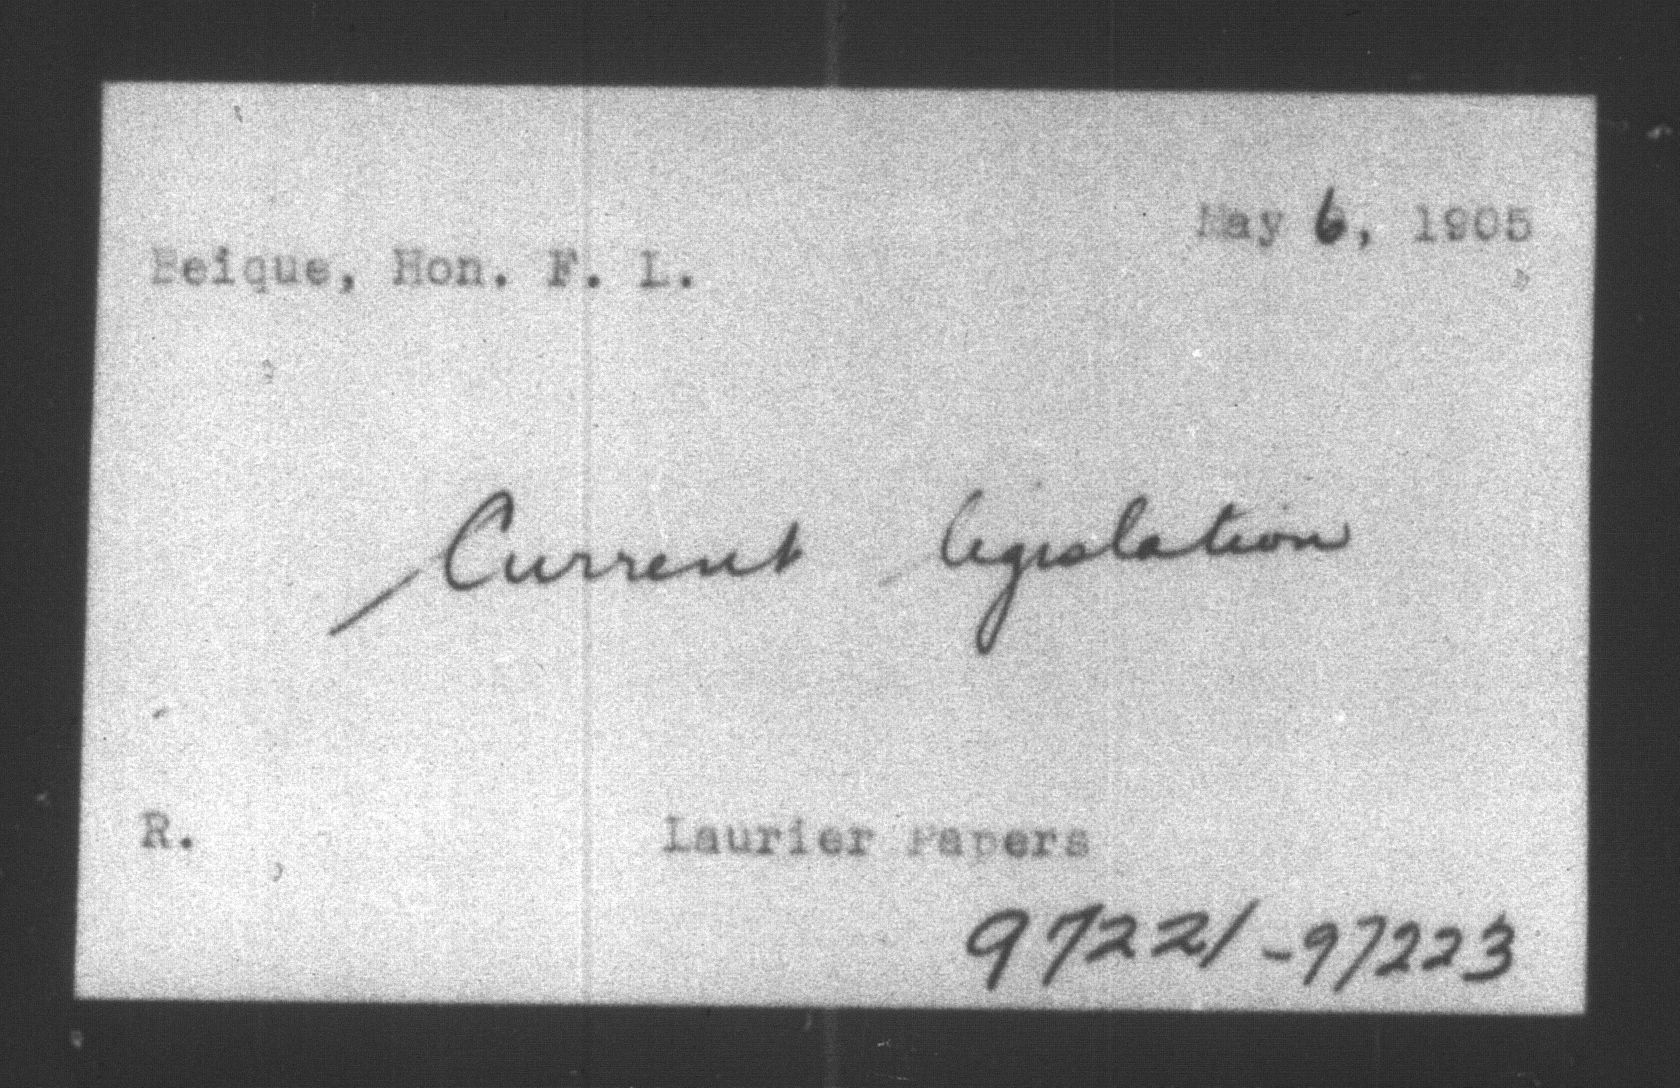 May 6, 1905
Beique, Hon. F. L.
Current legislation
R.
Laurier Papers
97221-97223